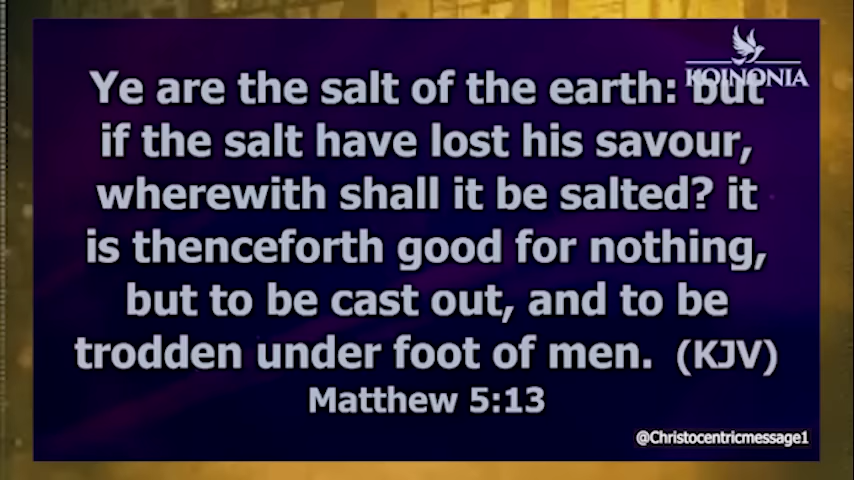 KOINONIA
Ye are the salt of the earth: but
if the salt have lost his savour,
wherewith shall it be salted? it
is thenceforth good for nothing,
but to be cast out, and to be
trodden under foot of men. (KJV)
Matthew 5:13
@Christocentricmessage1